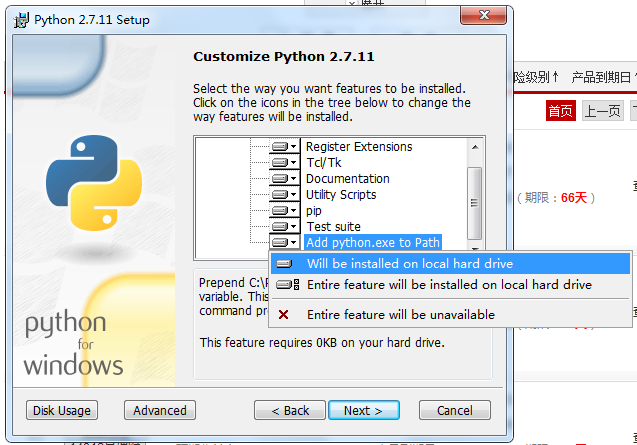 展开
Python 2.7.11 Setup
Customize Python 2.7.11
Select the way you want features to be installed.
Click on the icons in the tree below to change the
way features will be installed.
险级别↑ 产品到期日
首页 上一页
Register Extensions
Tcl/Tk
Documentation
Utility Scripts
pip
Test suite
Add python.exe to Path
(期限：66天)
Will be installed on local hard drive
Entire feature will be installed on local hard drive
Entire feature will be unavailable
Prepend C:\P
variable. This
command pr
This feature requires 0KB on your hard drive.
python
for
windows
Disk Usage
Advanced
< Back
Next >
Cancel